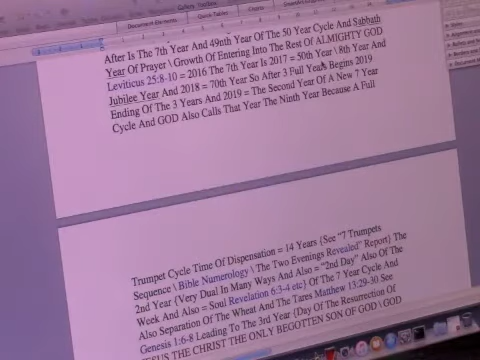 Document Elements
Quick Tables
Charts
After Is The 7th Year And 49nth Year Of The 50 Year Cycle And Sabbath
Year Of Prayer \ Growth Of Entering Into The Rest Of ALMIGHTY GOD
Leviticus 25:8-10 = 2016 The 7th Year Is 2017 = 50th Year \ 8th Year And
Jubilee Year And 2018 = 70th Year So After 3 Full Years Begins 2019
Ending Of The 3 Years And 2019 = The Second Year Of A New 7 Year
Cycle And GOD Also Calls That Year The Ninth Year Because A Full
Trumpet Cycle Time Of Dispensation = 14 Years {See "7 Trumpets
Sequence \ Bible Numerology \ The Two Evenings Revealed" Report} The
2nd Year {Very Dual In Many Ways And Also = "2nd Day" Also Of The
Week And Also = Soul Revelation 6:3-4 etc} Of The 7 Year Cycle And
Also Separation Of The Wheat And The Tares Matthew 13:29-30 See
Genesis 1:6-8 Leading To The 3rd Year {Day Of The Resurrection Of
JESUS THE CHRIST THE ONLY BEGOTTEN SON OF GOD \ GOD